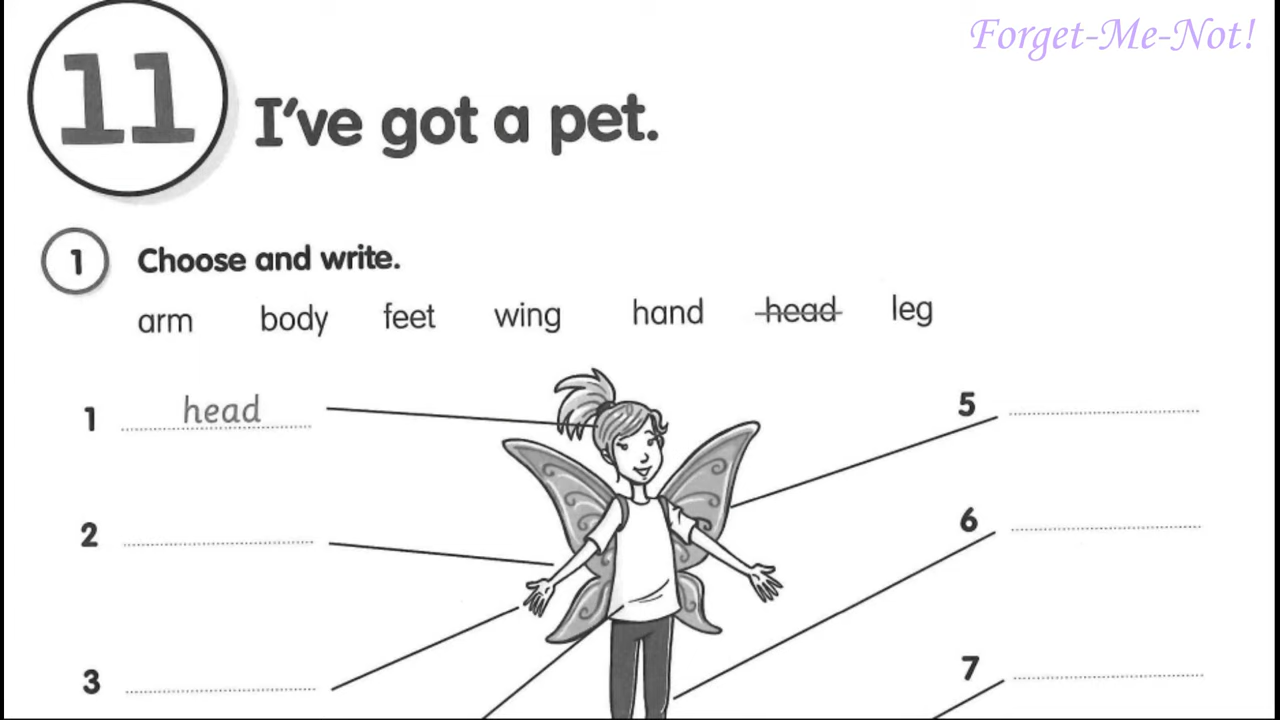 Forget-Me-Not!
11
I've got a pet.
1 Choose and write.
arm body feet wing hand head leg
1 head
2
3
5
6
7